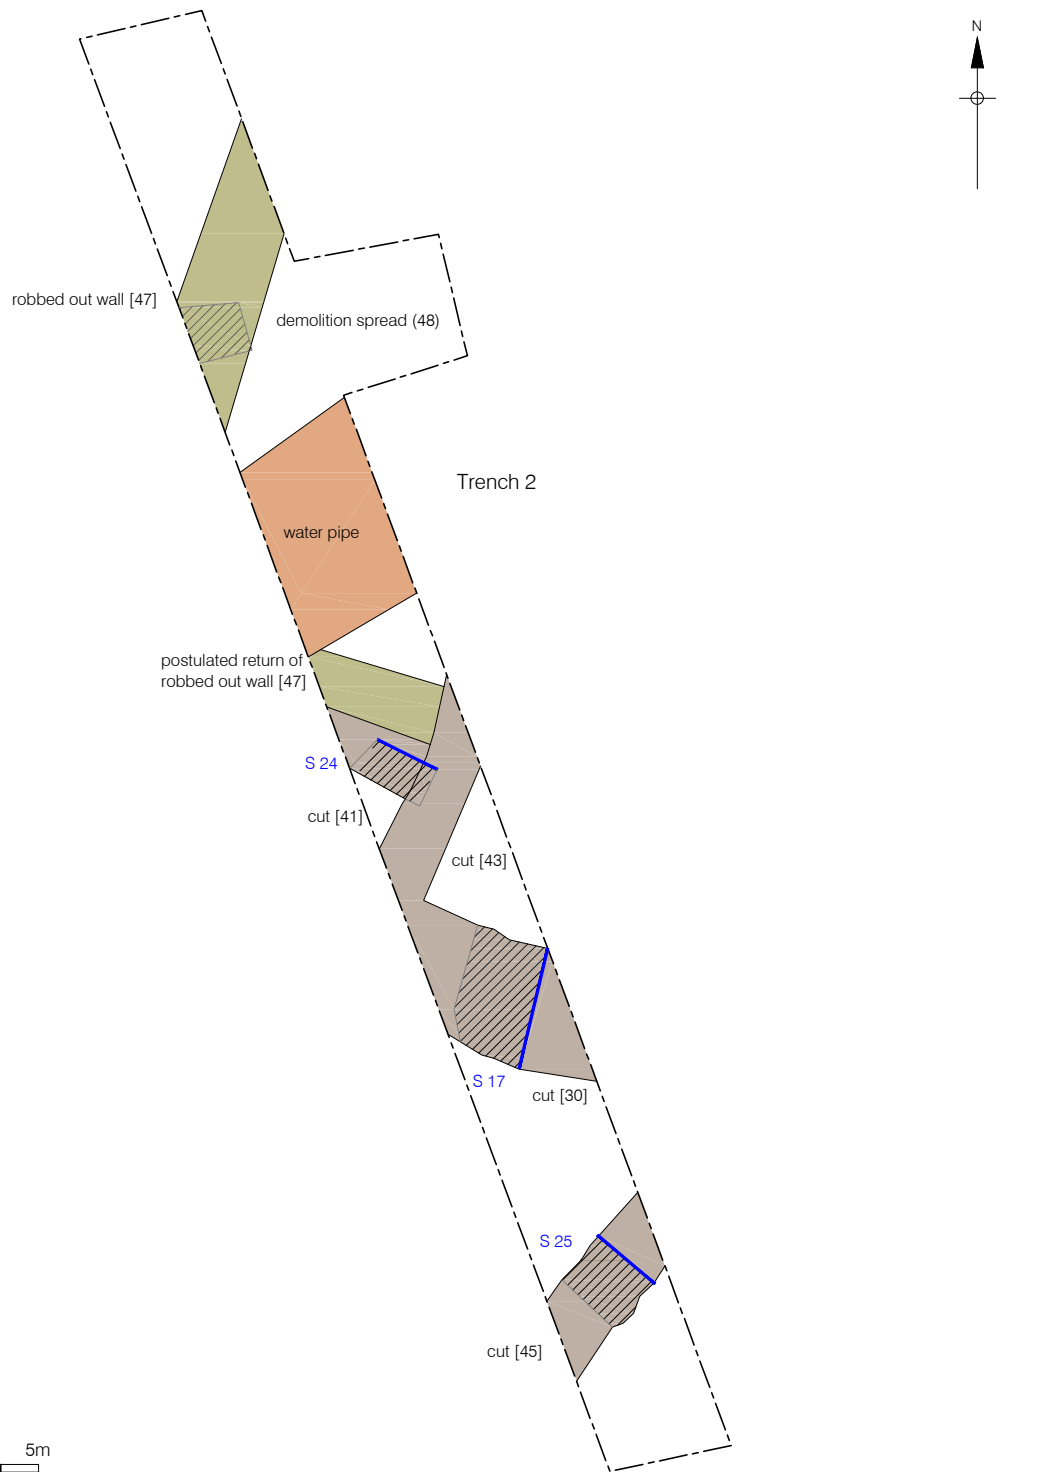 N
robbed out wall [47]
demolition spread (48)
Trench 2
water pipe
postulated return of
robbed out wall [47]
S 24
cut [41]
cut [43]
S 17
cut [30]
S 25
cut [45]
5m